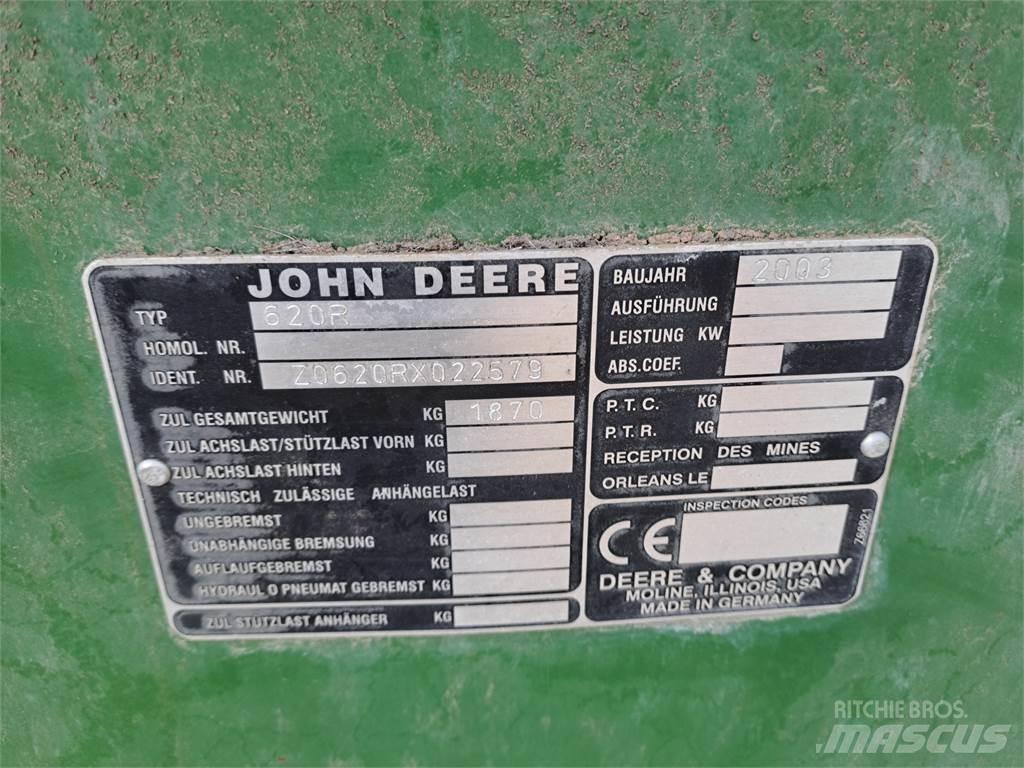 JOHN DEERE
TYP 620R
HOMOL. NR.
IDENT. NR. Z0620RX022579
ZUL GESAMTGEWICHT KG 1870
ZUL ACHSLAST/STÜTZLAST VORN KG
ZUL ACHSLAST HINTEN KG
TECHNISCH ZULÄSSIGE ANHÄNGELAST
UNGEBREMST KG
UNABHÄNGIGE BREMSUNG KG
AUFLAUFGEBREMST KG
HYDRAUL O PNEUMAT GEBREMST KG
ZUL STÜTZLAST ANHÄNGER KG
BAUJAHR 2003
AUSFÜHRUNG
LEISTUNG KW
ABS.COEF.
P.T.C. KG
P.T.R. KG
RECEPTION DES MINES
ORLEANS LE
INSPECTION CODES
CE
Z66621
DEERE & COMPANY
MOLINE, ILLINOIS, USA
MADE IN GERMANY
RITCHIE BROS.
MASCUS